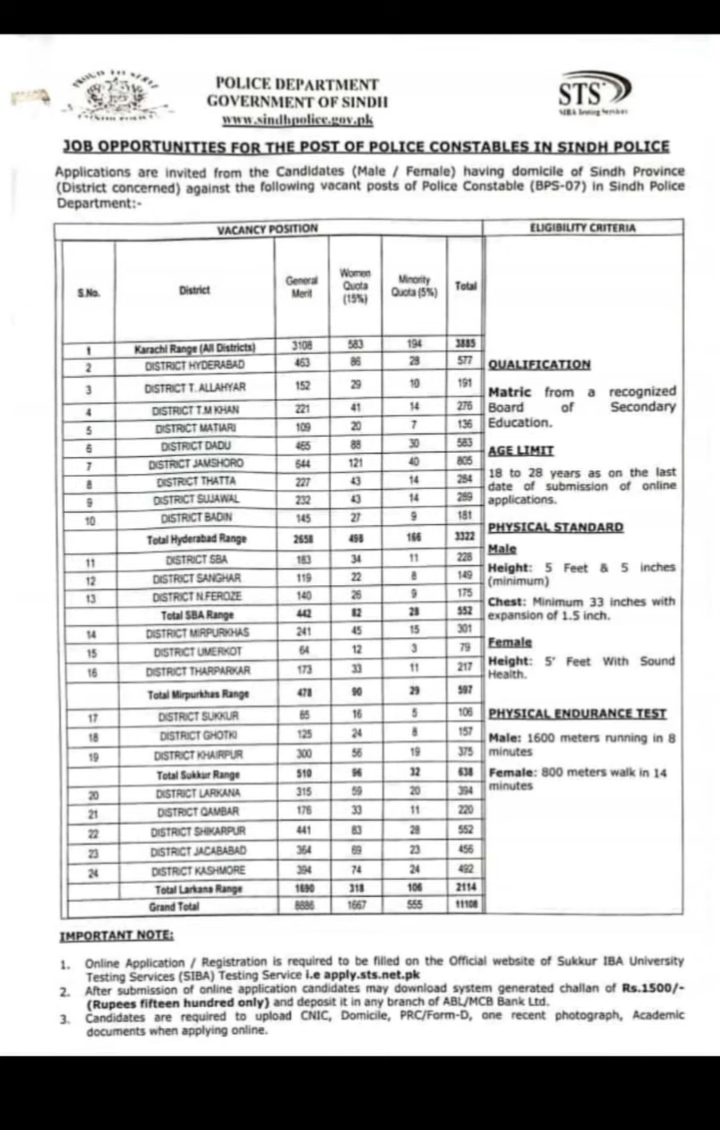 PROUD TO SERVE
SINDH POLICE
POLICE DEPARTMENT
GOVERNMENT OF SINDH
www.sindhpolice.gov.pk
STS
SIBA Testing Services
JOB OPPORTUNITIES FOR THE POST OF POLICE CONSTABLES IN SINDH POLICE
Applications are invited from the Candidates (Male / Female) having domicile of Sindh Province
(District concerned) against the following vacant posts of Police Constable (BPS-07) in Sindh Police
Department:-
VACANCY POSITION
S.No. District General Merit Women Quota (15%) Minority Quota (5%) Total
1 Karachi Range (All Districts) 3108 583 194 3885
2 DISTRICT HYDERABAD 463 86 28 577
3 DISTRICT T. ALLAHYAR 152 29 10 191
4 DISTRICT T.M KHAN 221 41 14 276
5 DISTRICT MATIARI 109 20 7 136
6 DISTRICT DADU 465 88 30 583
7 DISTRICT JAMSHORO 644 121 40 805
8 DISTRICT THATTA 227 43 14 284
9 DISTRICT SUJAWAL 232 43 14 289
10 DISTRICT BADIN 145 27 9 181
Total Hyderabad Range 2658 498 166 3322
11 DISTRICT SBA 183 34 11 228
12 DISTRICT SANGHAR 119 22 8 149
13 DISTRICT N.FEROZE 140 26 9 175
Total SBA Range 442 82 28 552
14 DISTRICT MIRPURKHAS 241 45 15 301
15 DISTRICT UMERKOT 64 12 3 79
16 DISTRICT THARPARKAR 173 33 11 217
Total Mirpurkhas Range 478 90 29 597
17 DISTRICT SUKKUR 85 16 5 106
18 DISTRICT GHOTKI 125 24 8 157
19 DISTRICT KHAIRPUR 300 56 19 375
Total Sukkur Range 510 96 32 638
20 DISTRICT LARKANA 315 59 20 394
21 DISTRICT QAMBAR 176 33 11 220
22 DISTRICT SHIKARPUR 441 83 28 552
23 DISTRICT JACABABAD 364 69 23 456
24 DISTRICT KASHMORE 394 74 24 492
Total Larkana Range 1690 318 106 2114
Grand Total 8886 1667 555 11108
ELIGIBILITY CRITERIA
QUALIFICATION
Matric from a recognized
Board of Secondary
Education.
AGE LIMIT
18 to 28 years as on the last
date of submission of online
applications.
PHYSICAL STANDARD
Male
Height: 5 Feet & 5 inches
(minimum)
Chest: Minimum 33 inches with
expansion of 1.5 inch.
Female
Height: 5' Feet With Sound
Health.
PHYSICAL ENDURANCE TEST
Male: 1600 meters running in 8
minutes
Female: 800 meters walk in 14
minutes
IMPORTANT NOTE:
1. Online Application / Registration is required to be filled on the Official website of Sukkur IBA University
Testing Services (SIBA) Testing Service i.e apply.sts.net.pk
2. After submission of online application candidates may download system generated challan of Rs.1500/-
(Rupees fifteen hundred only) and deposit it in any branch of ABL/MCB Bank Ltd.
3. Candidates are required to upload CNIC, Domicile, PRC/Form-D, one recent photograph, Academic
documents when applying online.